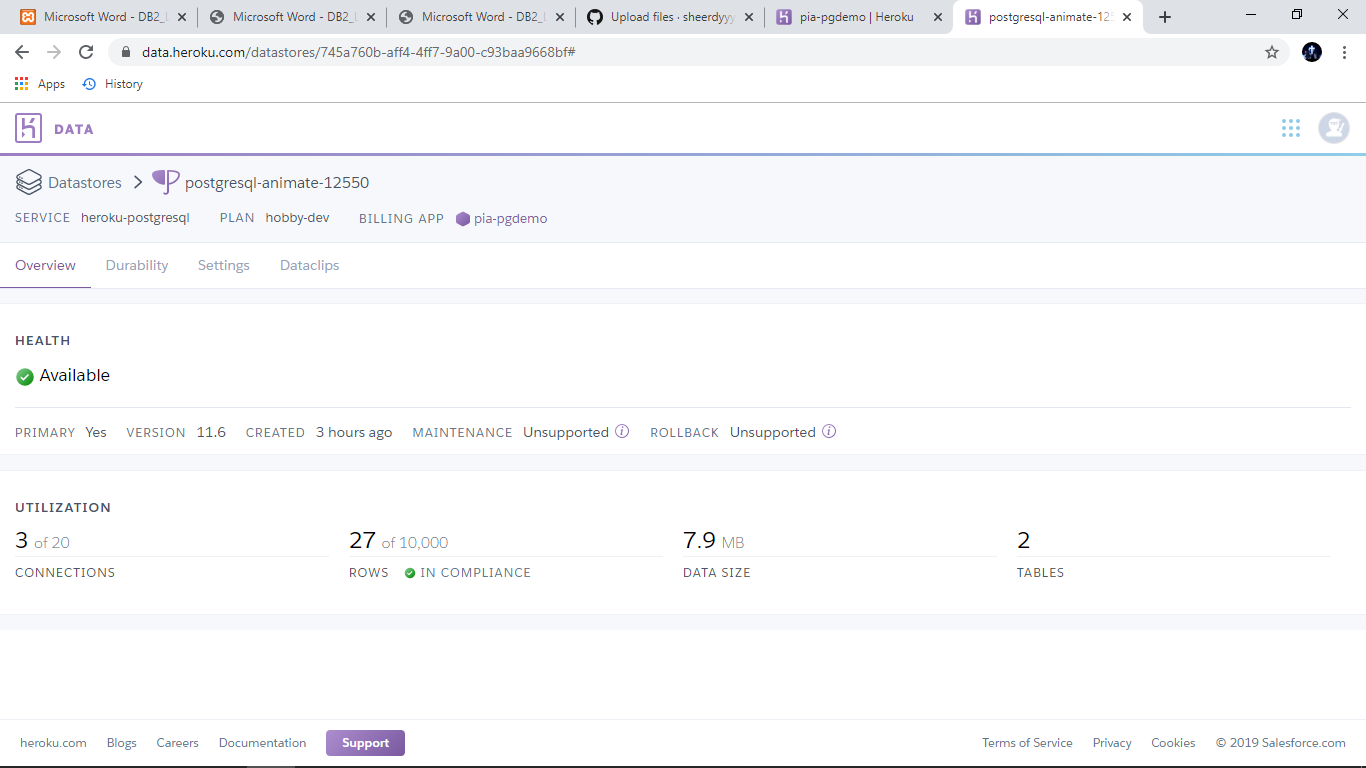 Microsoft Word - DB2_L Microsoft Word - DB2_L Microsoft Word - DB2_L Upload files · sheerdyyy pia-pgdemo | Heroku postgresql-animate-125
data.heroku.com/datastores/745a760b-aff4-4ff7-9a00-c93baa9668bf#
Apps History
DATA
Datastores postgresql-animate-12550
SERVICE heroku-postgresql PLAN hobby-dev BILLING APP pia-pgdemo
Overview Durability Settings Dataclips
HEALTH
Available
PRIMARY Yes VERSION 11.6 CREATED 3 hours ago MAINTENANCE Unsupported ROLLBACK Unsupported
UTILIZATION
3 of 20 27 of 10,000 7.9 MB 2
CONNECTIONS ROWS IN COMPLIANCE DATA SIZE TABLES
heroku.com Blogs Careers Documentation Support Terms of Service Privacy Cookies © 2019 Salesforce.com